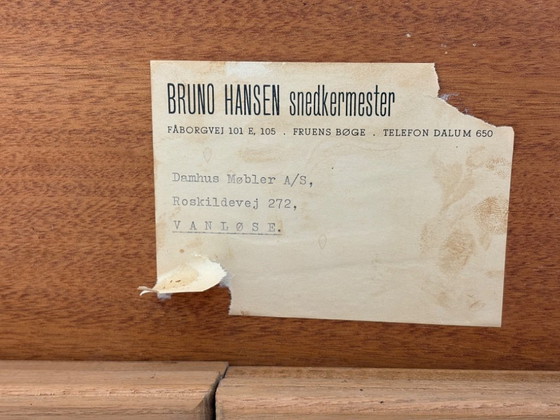 BRUNO HANSEN snedkermester
FÅBORGVEJ 101 E, 105 . FRUENS BØGE . TELEFON DALUM 650
Damhus Møbler A/S,
Roskildevej 272,
VANLØSE.